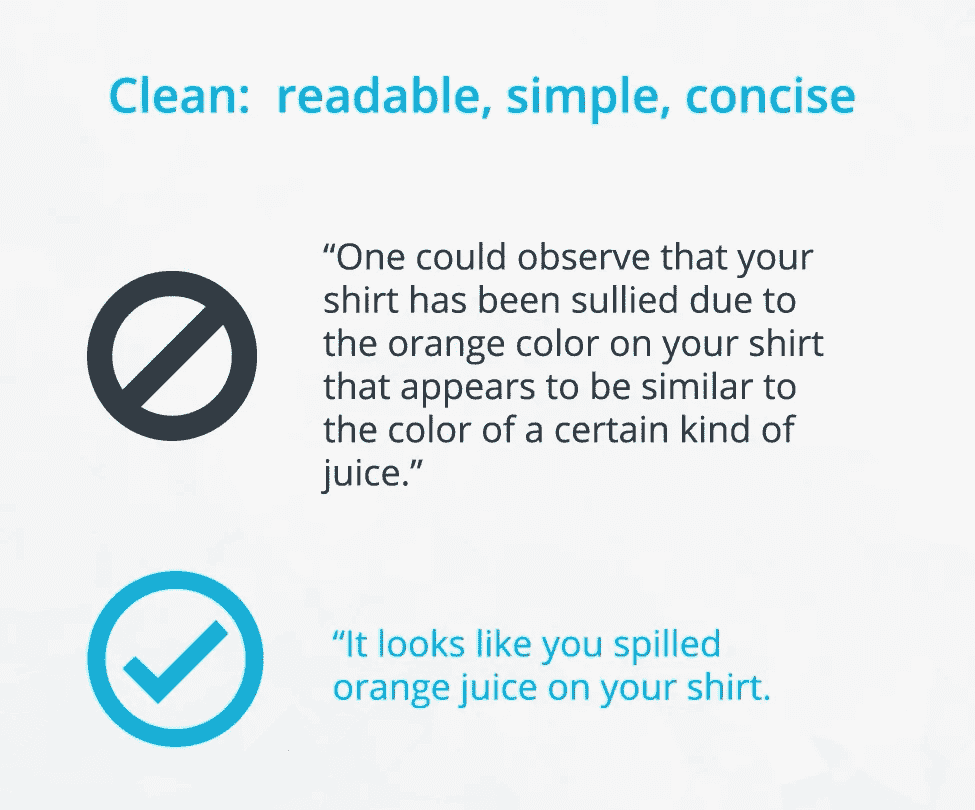 Clean: readable, simple, concise
“One could observe that your
shirt has been sullied due to
the orange color on your shirt
that appears to be similar to
the color of a certain kind of
juice.”
“It looks like you spilled
orange juice on your shirt.